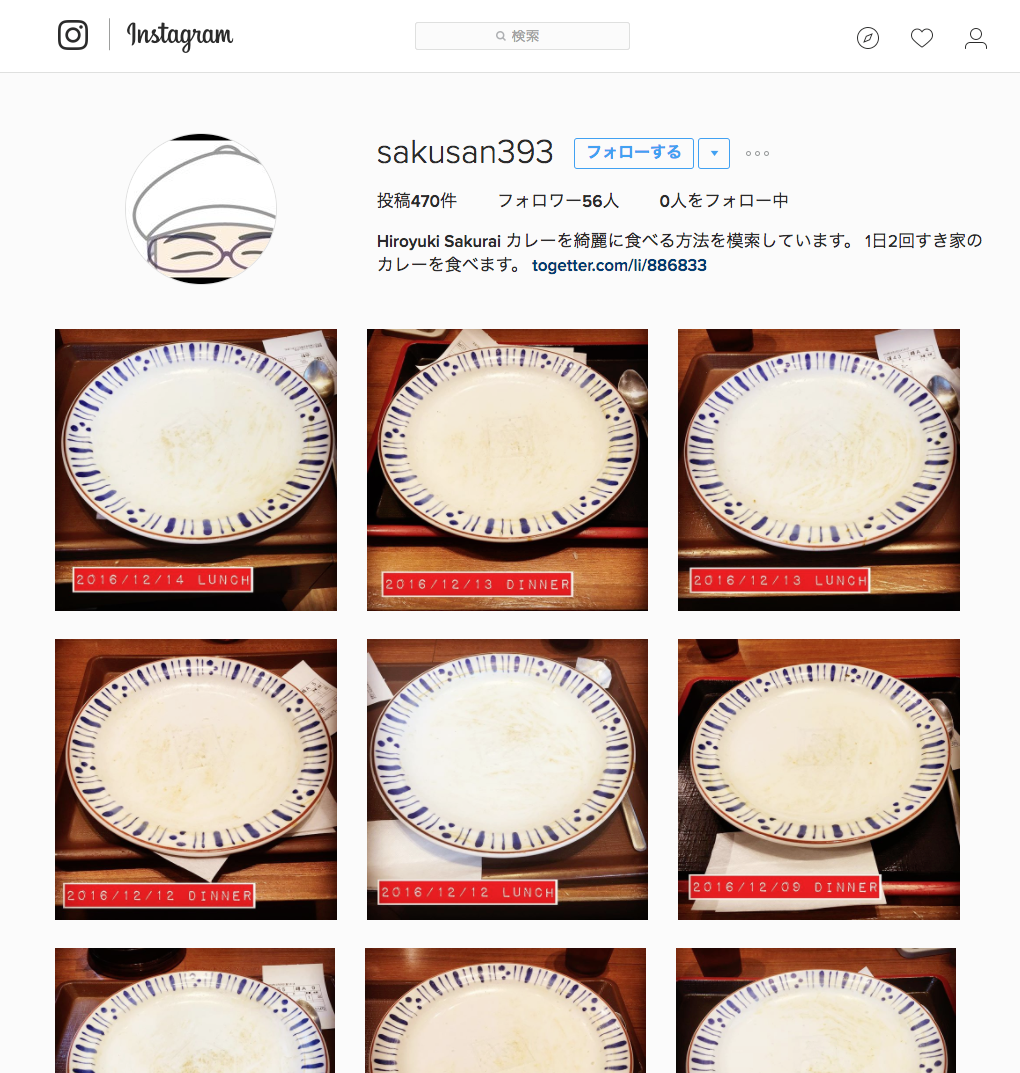 Instagram
検索
sakusan393 フォローする
投稿470件 フォロワー56人 0人をフォロー中
Hiroyuki Sakurai カレーを綺麗に食べる方法を模索しています。 1日2回すき家の
カレーを食べます。 togetter.com/li/886833
2016/12/14 LUNCH
2016/12/13 DINNER
2016/12/13 LUNCH
2016/12/12 DINNER
2016/12/12 LUNCH
2016/12/09 DINNER